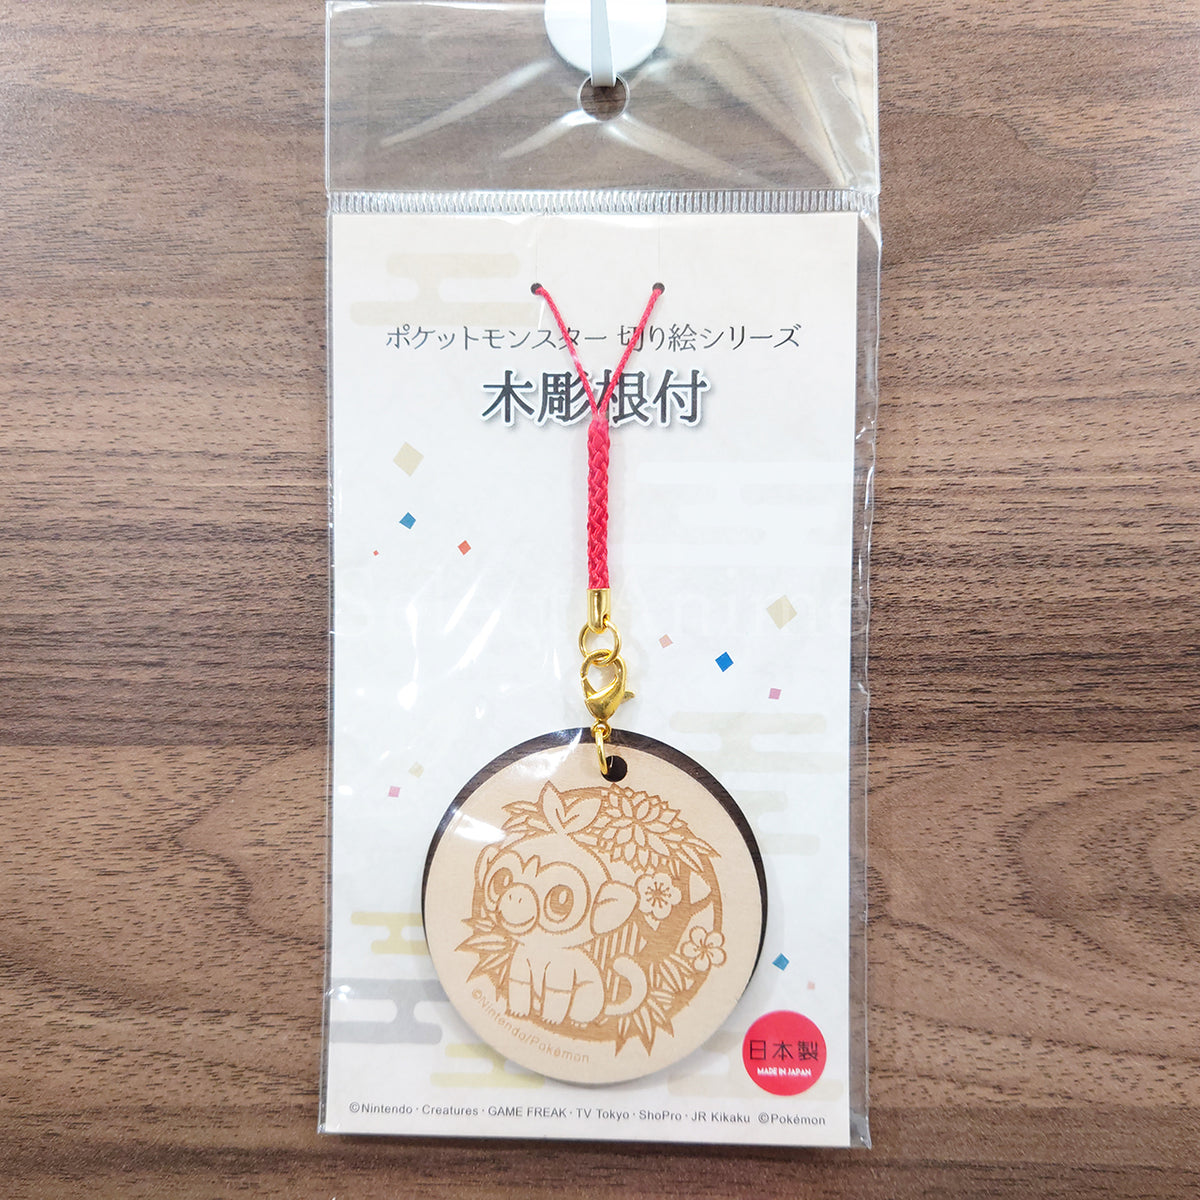 ポケットモンスター 切り絵シリーズ
木彫根付
Solaris Anime
©Nintendo/Pokémon
日本製
MADE IN JAPAN
©Nintendo・Creatures・GAME FREAK・TV Tokyo・ShoPro・JR Kikaku ©Pokémon